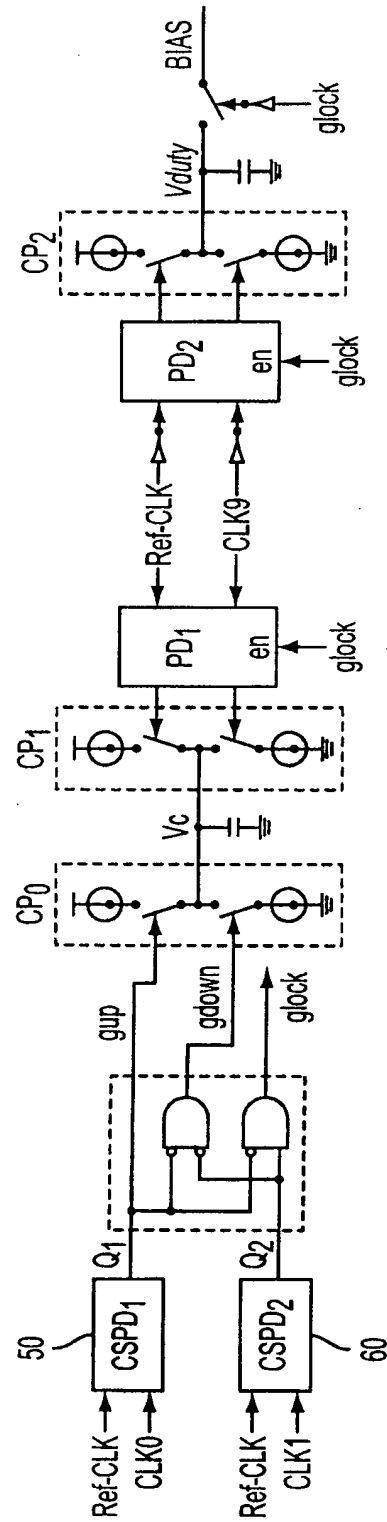 50
Ref-CLK
CLK0
CSPD1
Q1
60
Ref-CLK
CLK1
CSPD2
Q2
gup
gdown
glock
CP0
Vc
CP1
PD1
en
glock
Ref-CLK
CLK9
PD2
en
glock
CP2
Vduty
BIAS
glock